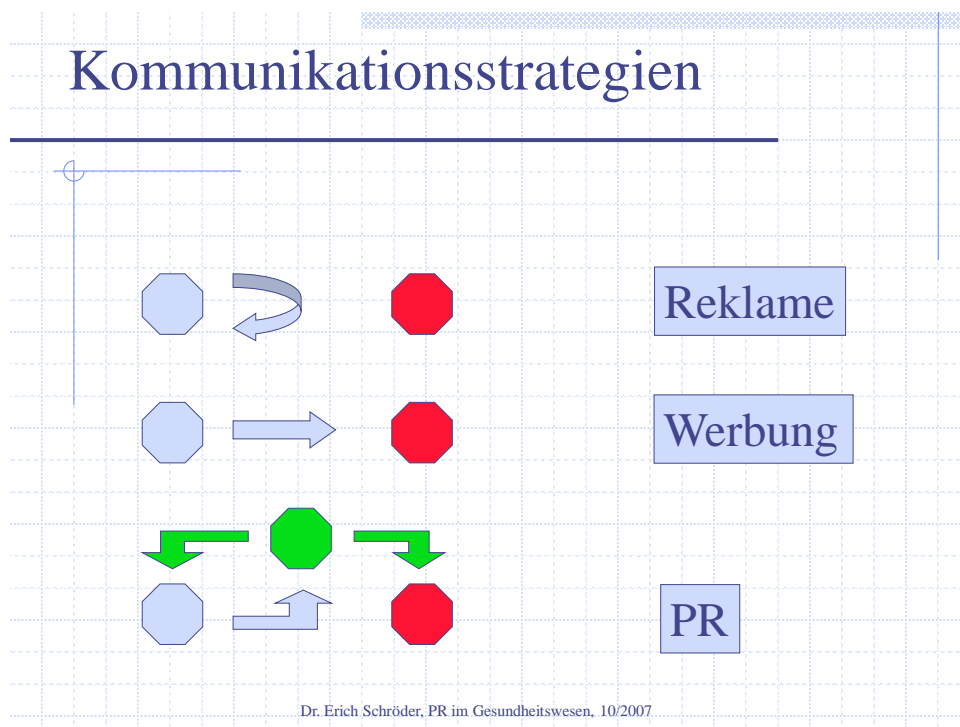 Kommunikationsstrategien
Reklame
Werbung
PR
Dr. Erich Schröder, PR im Gesundheitswesen, 10/2007